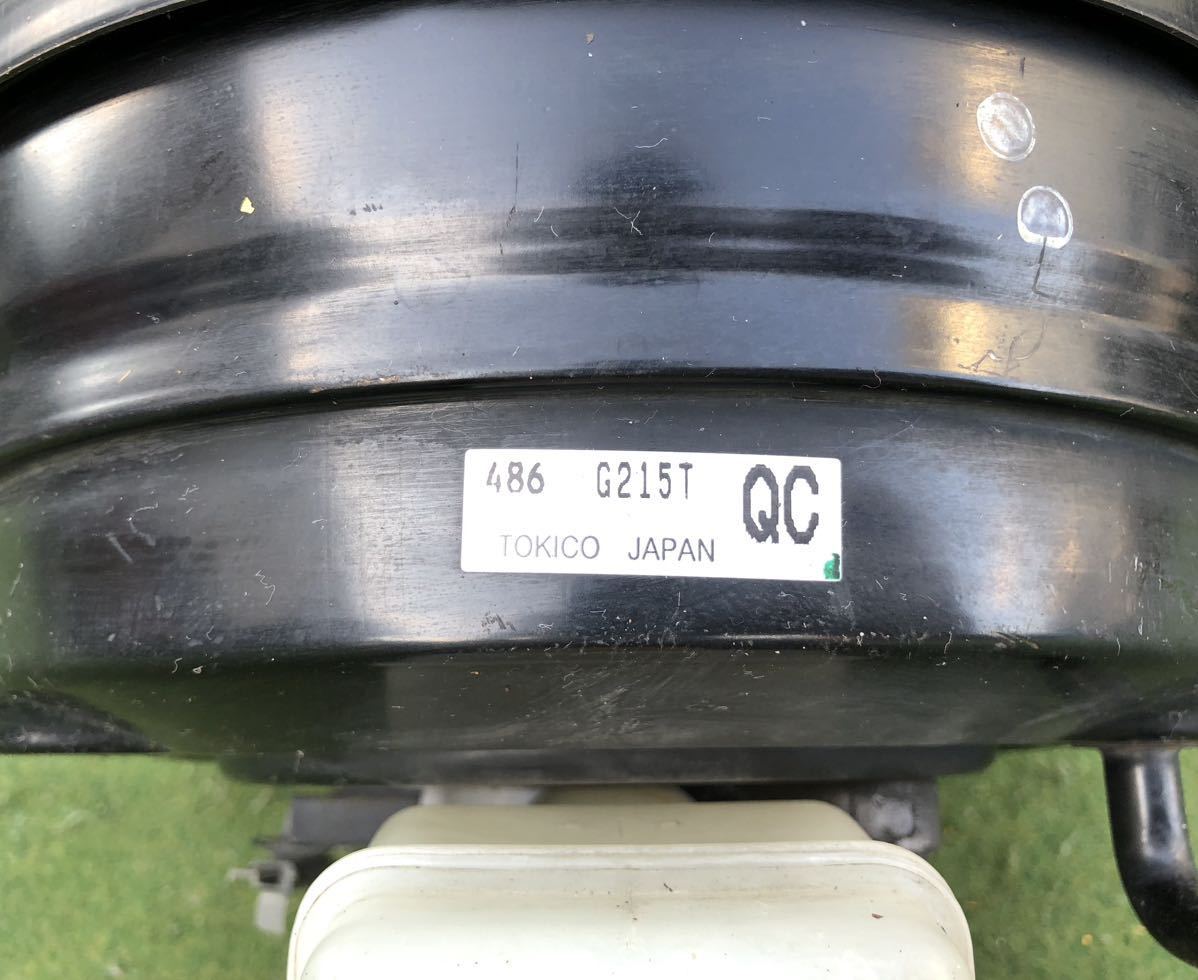 486 G215T QC
TOKICO JAPAN